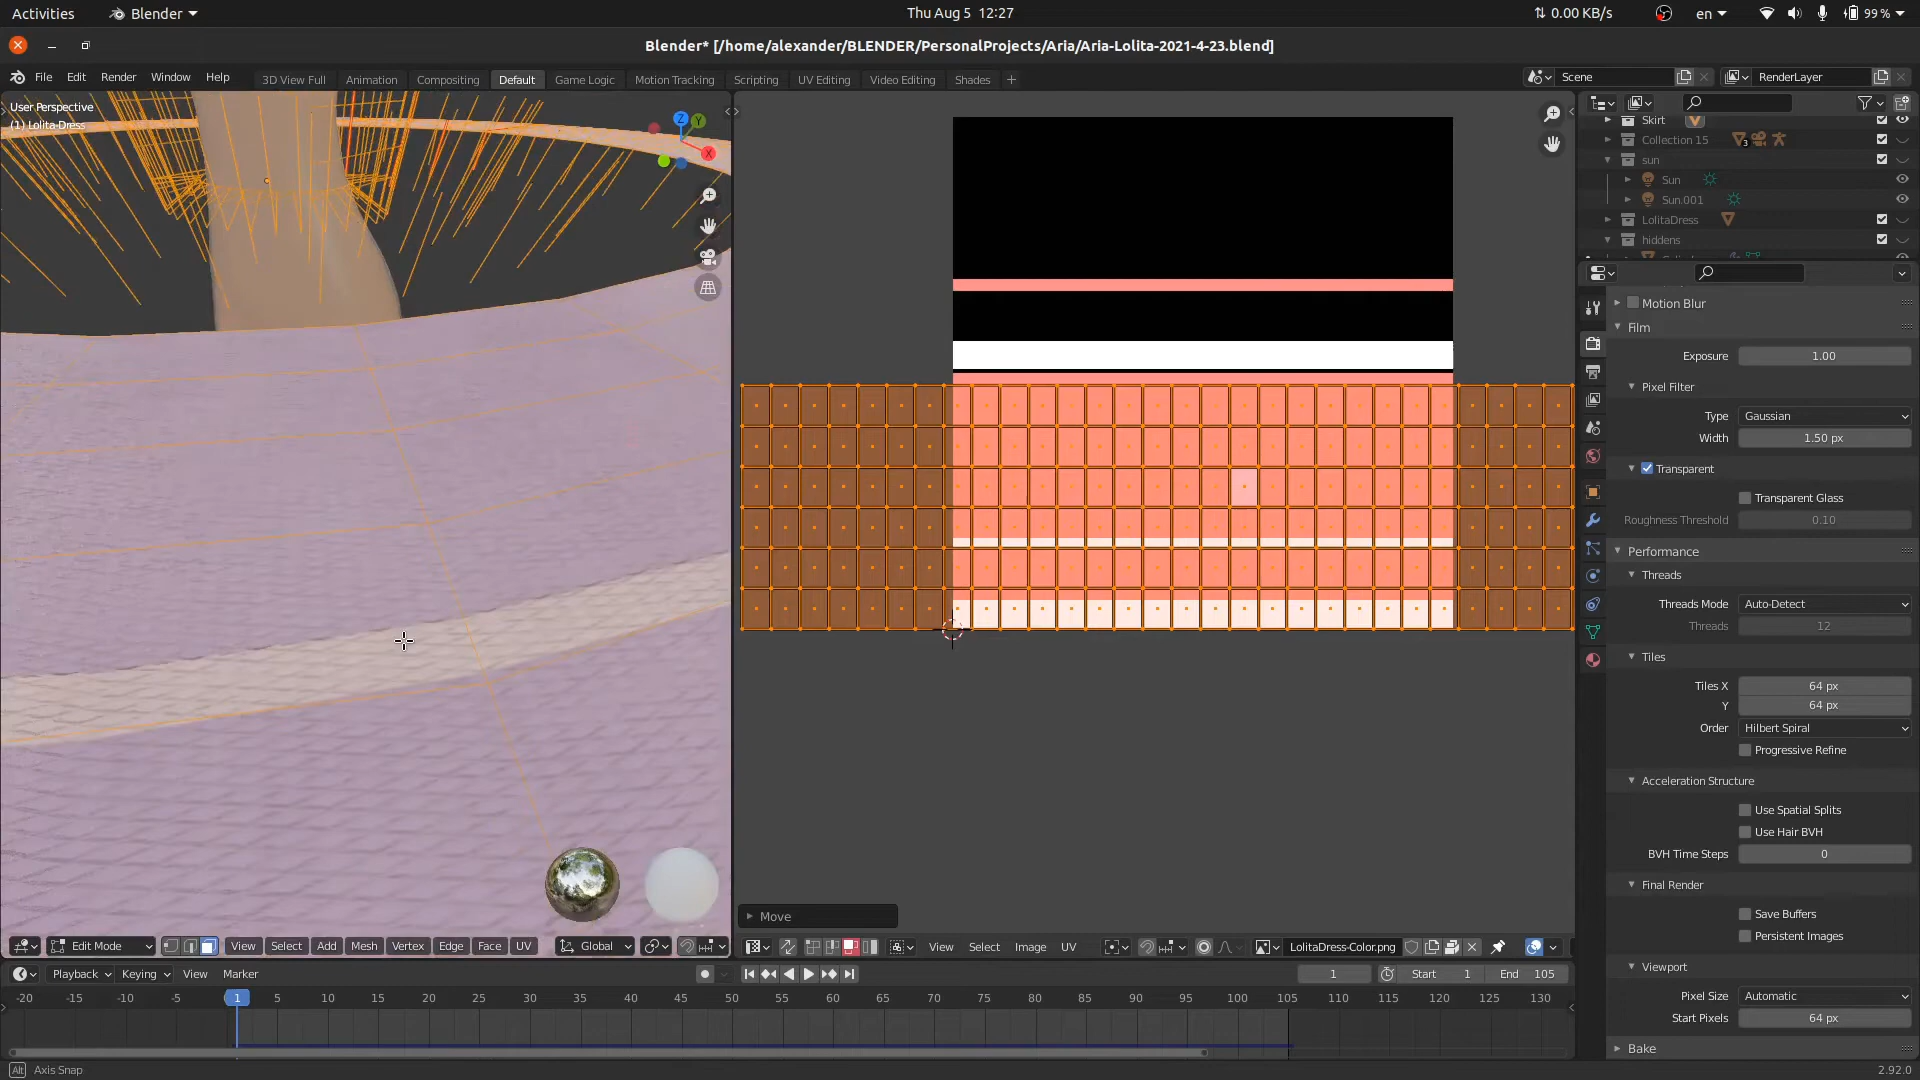 Activities Blender Thu Aug 5 12:27 0.00 KB/s en 99 %
Blender* [/home/alexander/BLENDER/PersonalProjects/Aria/Aria-Lolita-2021-4-23.blend]
File Edit Render Window Help 3D View Full Animation Compositing Default Game Logic Motion Tracking Scripting UV Editing Video Editing Shades + Scene RenderLayer
User Perspective
(1) Lolita-Dress
Z
Y
X
Skirt
Collection 15 3
sun
Sun
Sun.001
LolitaDress
hiddens
Motion Blur
Film
Exposure 1.00
Pixel Filter
Type Gaussian
Width 1.50 px
Transparent
Transparent Glass
Roughness Threshold 0.10
Performance
Threads
Threads Mode Auto-Detect
Threads 12
Tiles
Tiles X 64 px
Y 64 px
Order Hilbert Spiral
Progressive Refine
Acceleration Structure
Use Spatial Splits
Use Hair BVH
BVH Time Steps 0
Final Render
Save Buffers
Persistent Images
Viewport
Pixel Size Automatic
Start Pixels 64 px
Bake
Move
Edit Mode View Select Add Mesh Vertex Edge Face UV Global
View Select Image UV LolitaDress-Color.png
Playback Keying View Marker 1 Start 1 End 105
-20 -15 -10 -5 1 5 10 15 20 25 30 35 40 45 50 55 60 65 70 75 80 85 90 95 100 105 110 115 120 125 130
Alt Axis Snap 2.92.0